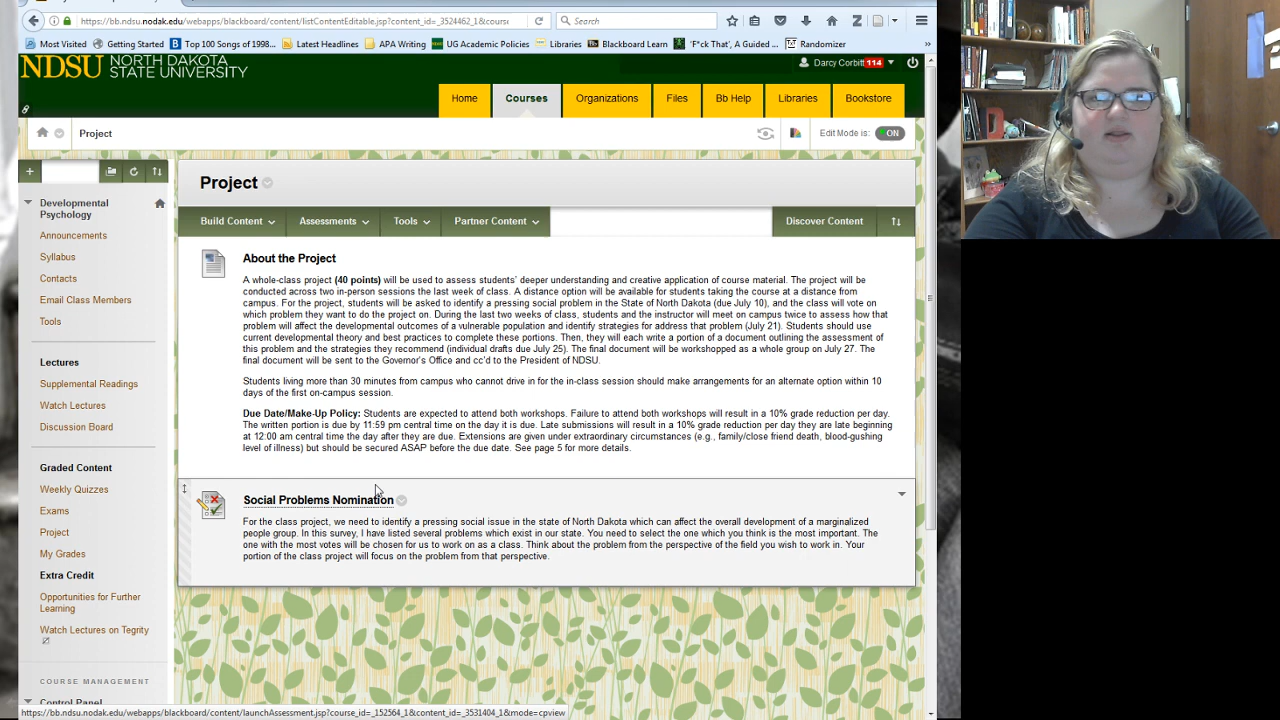 https://bb.ndsu.nodak.edu/webapps/blackboard/content/listContentEditable.jsp?content_id=_3524462_1&cours
Search
Most Visited Getting Started Top 100 Songs of 1998... Latest Headlines APA Writing UG Academic Policies Libraries Blackboard Learn 'F*ck That', A Guided ... Randomizer »
NDSU NORTH DAKOTA
STATE UNIVERSITY
Darcy Corbitt 114
Home Courses Organizations Files Bb Help Libraries Bookstore
Project
Edit Mode is: ON
Project
Build Content Assessments Tools Partner Content Discover Content
Developmental
Psychology
Announcements
Syllabus
Contacts
Email Class Members
Tools
Lectures
Supplemental Readings
Watch Lectures
Discussion Board
Graded Content
Weekly Quizzes
Exams
Project
My Grades
Extra Credit
Opportunities for Further
Learning
Watch Lectures on Tegrity
COURSE MANAGEMENT
Control Panel
About the Project
A whole-class project (40 points) will be used to assess students' deeper understanding and creative application of course material. The project will be
conducted across two in-person sessions the last week of class. A distance option will be available for students taking the course at a distance from
campus. For the project, students will be asked to identify a pressing social problem in the State of North Dakota (due July 10), and the class will vote on
which problem they want to do the project on. During the last two weeks of class, students and the instructor will meet on campus twice to assess how that
problem will affect the developmental outcomes of a vulnerable population and identify strategies for address that problem (July 21). Students should use
current developmental theory and best practices to complete these portions. Then, they will each write a portion of a document outlining the assessment of
this problem and the strategies they recommend (individual drafts due July 25). The final document will be workshopped as a whole group on July 27. The
final document will be sent to the Governor's Office and cc'd to the President of NDSU.
Students living more than 30 minutes from campus who cannot drive in for the in-class session should make arrangements for an alternate option within 10
days of the first on-campus session.
Due Date/Make-Up Policy: Students are expected to attend both workshops. Failure to attend both workshops will result in a 10% grade reduction per day.
The written portion is due by 11:59 pm central time on the day it is due. Late submissions will result in a 10% grade reduction per day they are late beginning
at 12:00 am central time the day after they are due. Extensions are given under extraordinary circumstances (e.g., family/close friend death, blood-gushing
level of illness) but should be secured ASAP before the due date. See page 5 for more details.
Social Problems Nomination
For the class project, we need to identify a pressing social issue in the state of North Dakota which can affect the overall development of a marginalized
people group. In this survey, I have listed several problems which exist in our state. You need to select the one which you think is the most important. The
one with the most votes will be chosen for us to work on as a class. Think about the problem from the perspective of the field you wish to work in. Your
portion of the class project will focus on the problem from that perspective.
https://bb.ndsu.nodak.edu/webapps/blackboard/content/launchAssessment.jsp?course_id=_152564_1&content_id=_3531404_1&mode=cpview